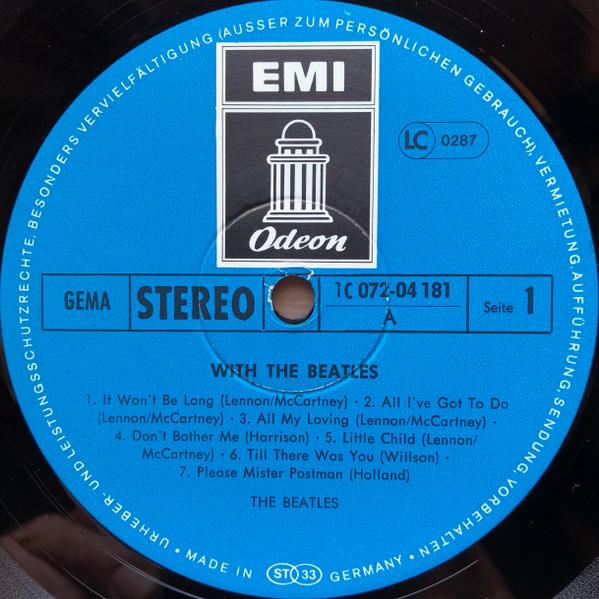 URHEBER- UND LEISTUNGSSCHUTZRECHTE, BESONDERS VERVIELFÄLTIGUNG (AUSSER ZUM PERSÖNLICHEN GEBRAUCH), VERMIETUNG, AUFFÜHRUNG, SENDUNG, VORBEHALTEN •
EMI
LC 0287
Odeon
GEMA STEREO 1C 072-04 181 Seite 1
A
WITH THE BEATLES
1. It Won't Be Long (Lennon/McCartney) · 2. All I've Got To Do
(Lennon/McCartney) · 3. All My Loving (Lennon/McCartney) ·
4. Don't Bother Me (Harrison) · 5. Little Child (Lennon/
McCartney) · 6. Till There Was You (Willson) ·
7. Please Mister Postman (Holland)
THE BEATLES
• MADE IN ST 33 GERMANY •